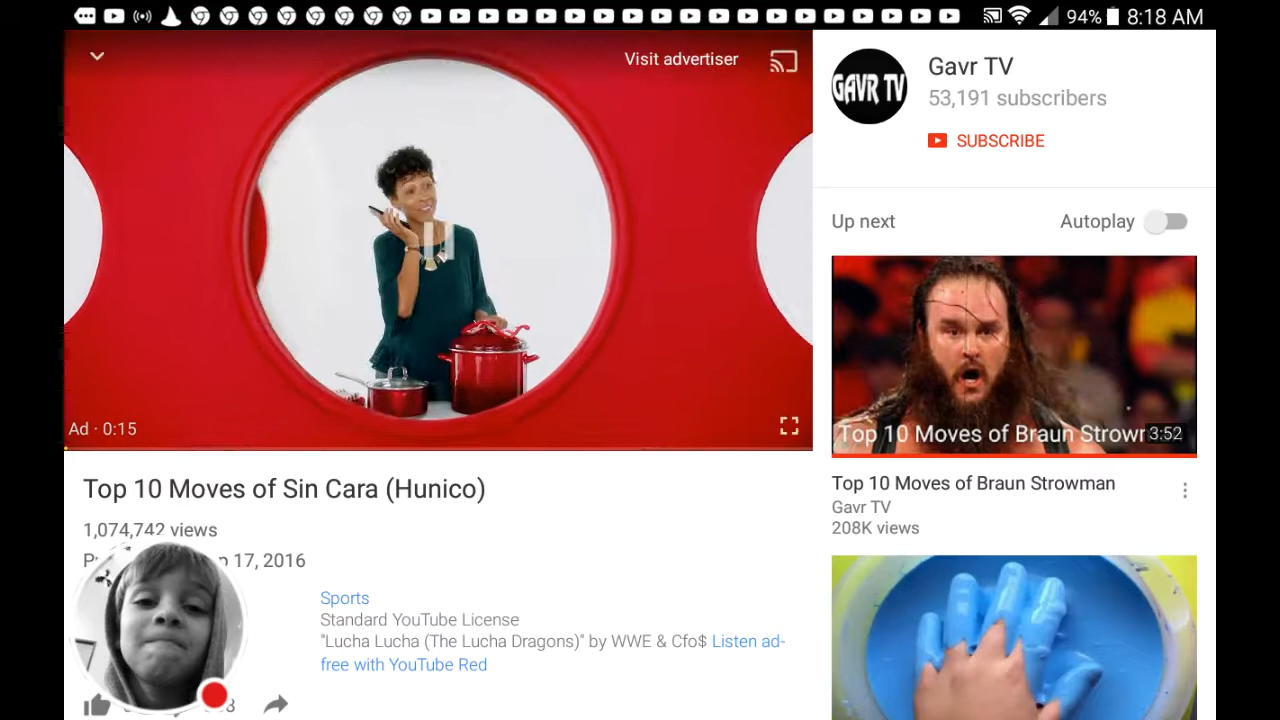 94% 8:18 AM
Visit advertiser
Ad · 0:15
Top 10 Moves of Sin Cara (Hunico)
1,074,742 views
17, 2016
Sports
Standard YouTube License
"Lucha Lucha (The Lucha Dragons)" by WWE & Cfo$ Listen ad-
free with YouTube Red
GAVR TV
Gavr TV
53,191 subscribers
SUBSCRIBE
Up next
Autoplay
Top 10 Moves of Braun Strowr
3:52
Top 10 Moves of Braun Strowman
Gavr TV
208K views